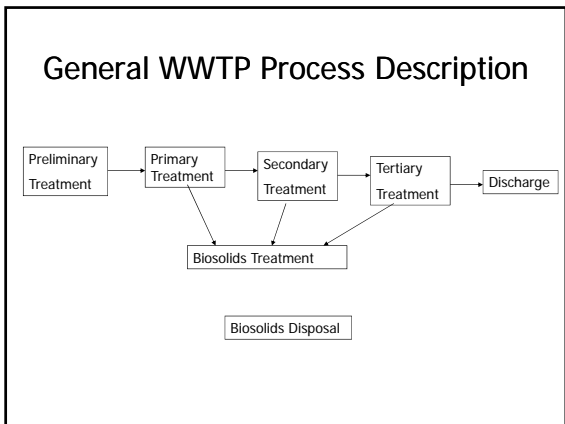 General WWTP Process Description
Preliminary
Treatment
Primary
Treatment
Secondary
Treatment
Tertiary
Treatment
Discharge
Biosolids Treatment
Biosolids Disposal